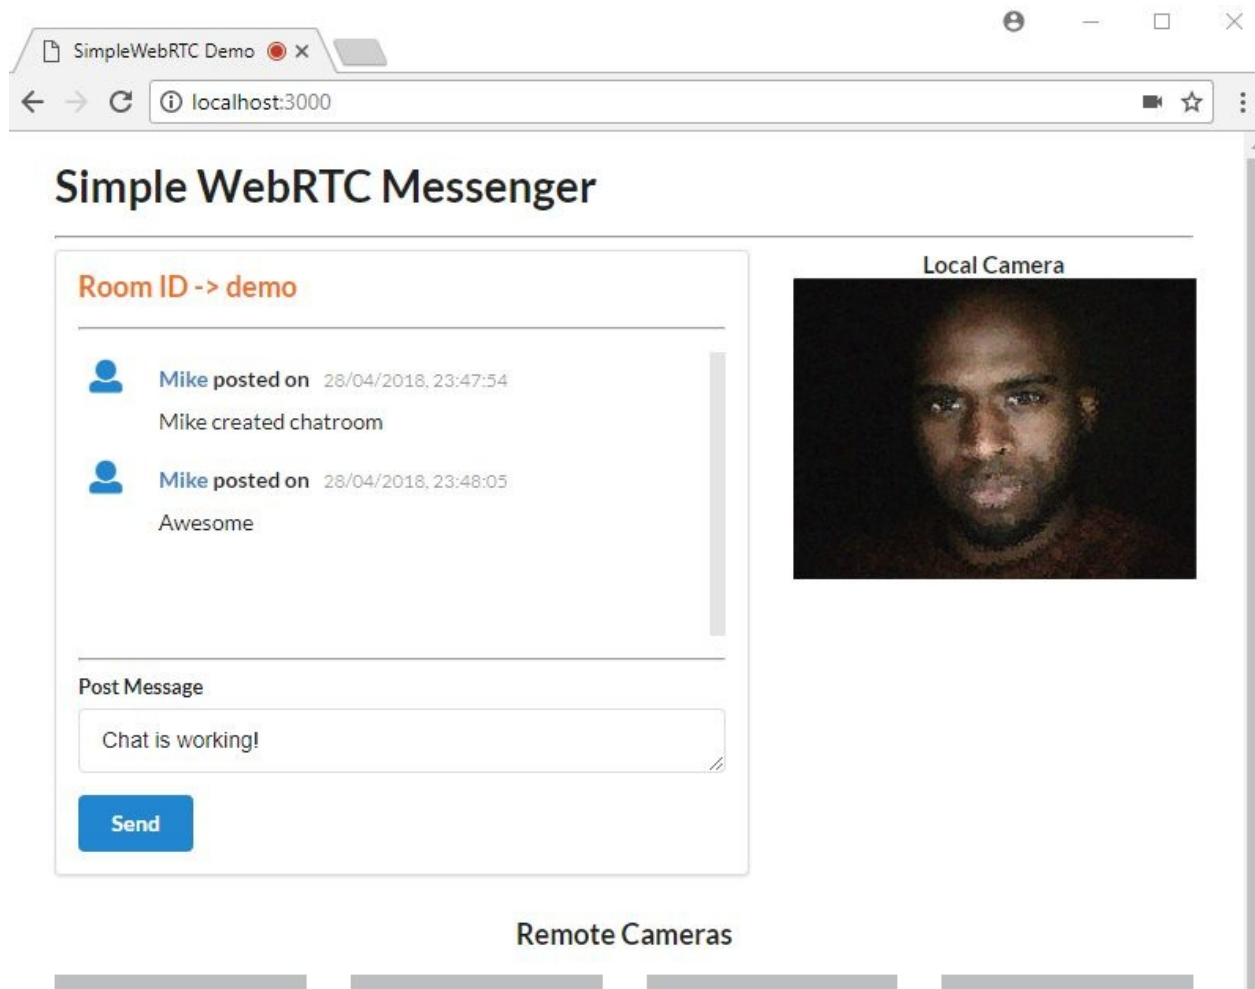 SimpleWebRTC Demo
localhost:3000
Simple WebRTC Messenger
Room ID -> demo
Mike posted on 28/04/2018, 23:47:54
Mike created chatroom
Mike posted on 28/04/2018, 23:48:05
Awesome
Post Message
Chat is working!
Send
Local Camera
Remote Cameras